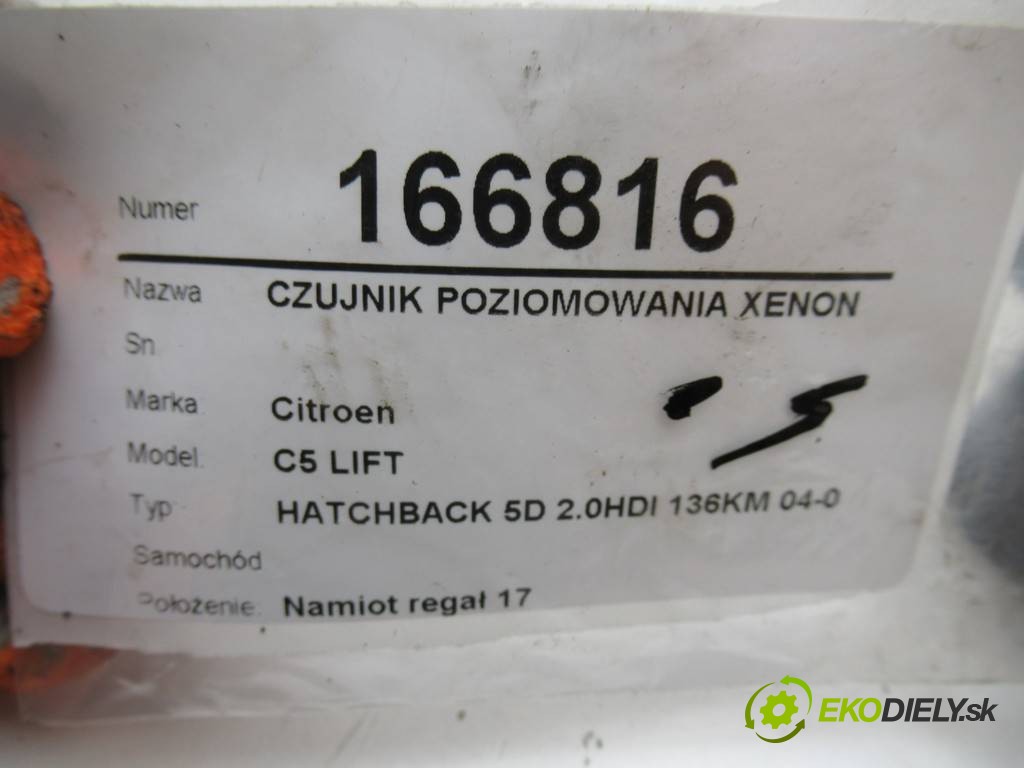 Numer 166816
Nazwa CZUJNIK POZIOMOWANIA XENON
Sn
Marka Citroen
Model C5 LIFT
Typ HATCHBACK 5D 2.0HDI 136KM 04-0
Samochód
Położenie: Namiot regał 17
EKODIELY.sk